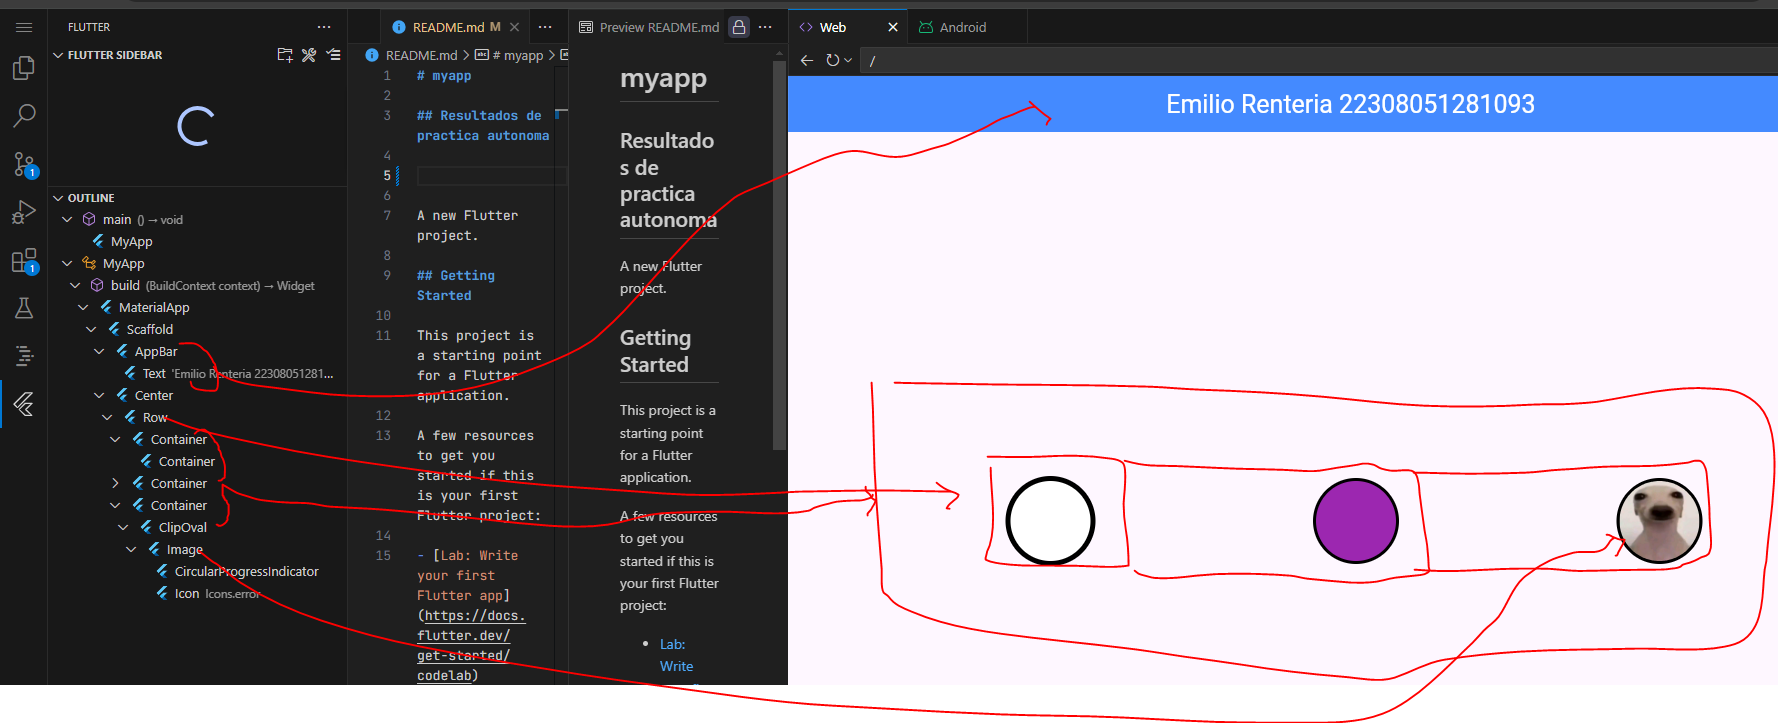 FLUTTER
FLUTTER SIDEBAR
1
1
OUTLINE
main () → void
MyApp
MyApp
build (BuildContext context) → Widget
MaterialApp
Scaffold
AppBar
Text 'Emilio Renteria 22308051281...
Center
Row
Container
Container
Container
Container
ClipOval
Image
CircularProgressIndicator
Icon Icons.error
README.md M
README.md > # myapp >
1 # myapp
2
3 ## Resultados de
practica autonoma
4
5
6
7 A new Flutter
project.
8
9 ## Getting
Started
10
11 This project is
a starting point
for a Flutter
application.
12
13 A few resources
to get you
started if this
is your first
Flutter project:
14
15 - [Lab: Write
your first
Flutter app]
(https://docs.
flutter.dev/
get-started/
codelab)
Preview README.md
myapp
Resultado
s de
practica
autonoma
A new Flutter
project.
Getting
Started
This project is a
starting point
for a Flutter
application.
A few resources
to get you
started if this is
your first Flutter
project:
• Lab:
Write
Web
Android
/
Emilio Renteria 22308051281093